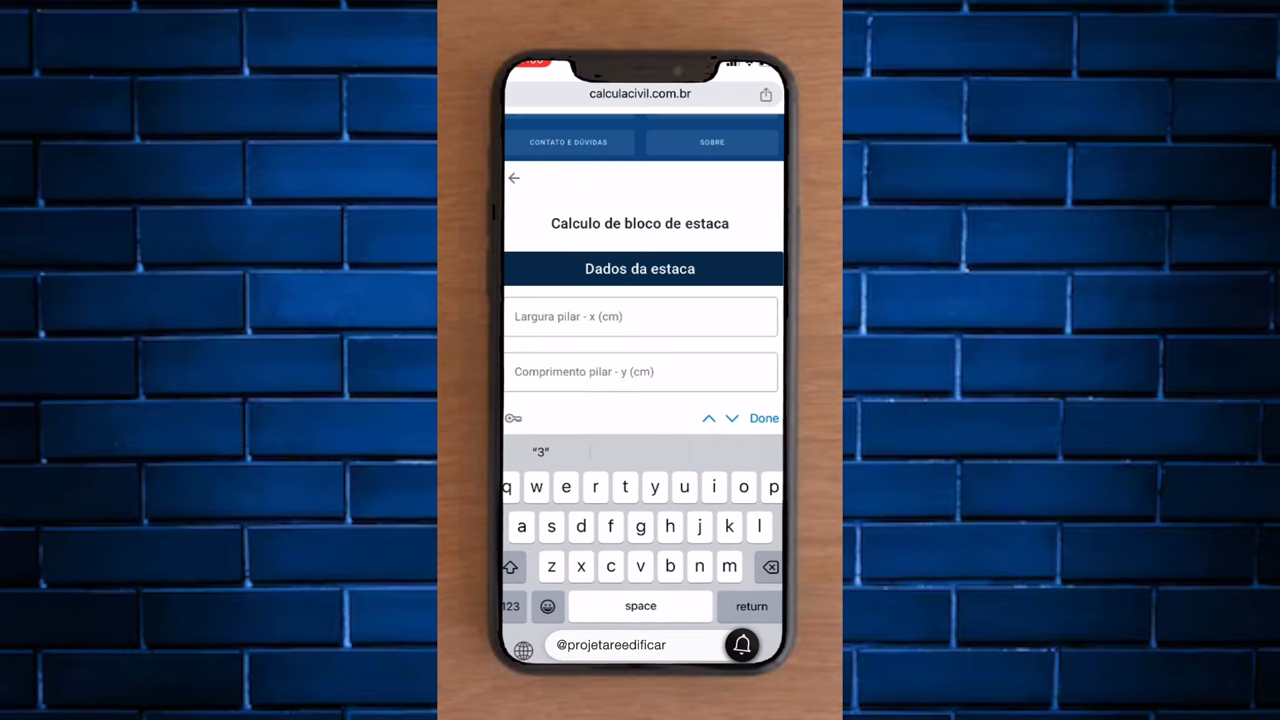 calculacivil.com.br
CONTATO E DÚVIDAS
SOBRE
Calculo de bloco de estaca
Dados da estaca
Largura pilar - x (cm)
Comprimento pilar - y (cm)
Done
“3”
q w e r t y u i o p
a s d f g h j k l
z x c v b n m
123 space return
@projetareedificar